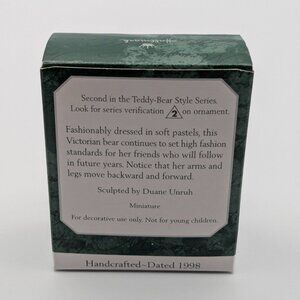 Hallmark
Second in the Teddy-Bear Style Series.
Look for series verification 2 on ornament.
Fashionably dressed in soft pastels, this
Victorian bear continues to set high fashion
standards for her friends who will follow
in future years. Notice that her arms and
legs move backward and forward.
Sculpted by Duane Unruh
Miniature
For decorative use only. Not for young children.
Handcrafted–Dated 1998